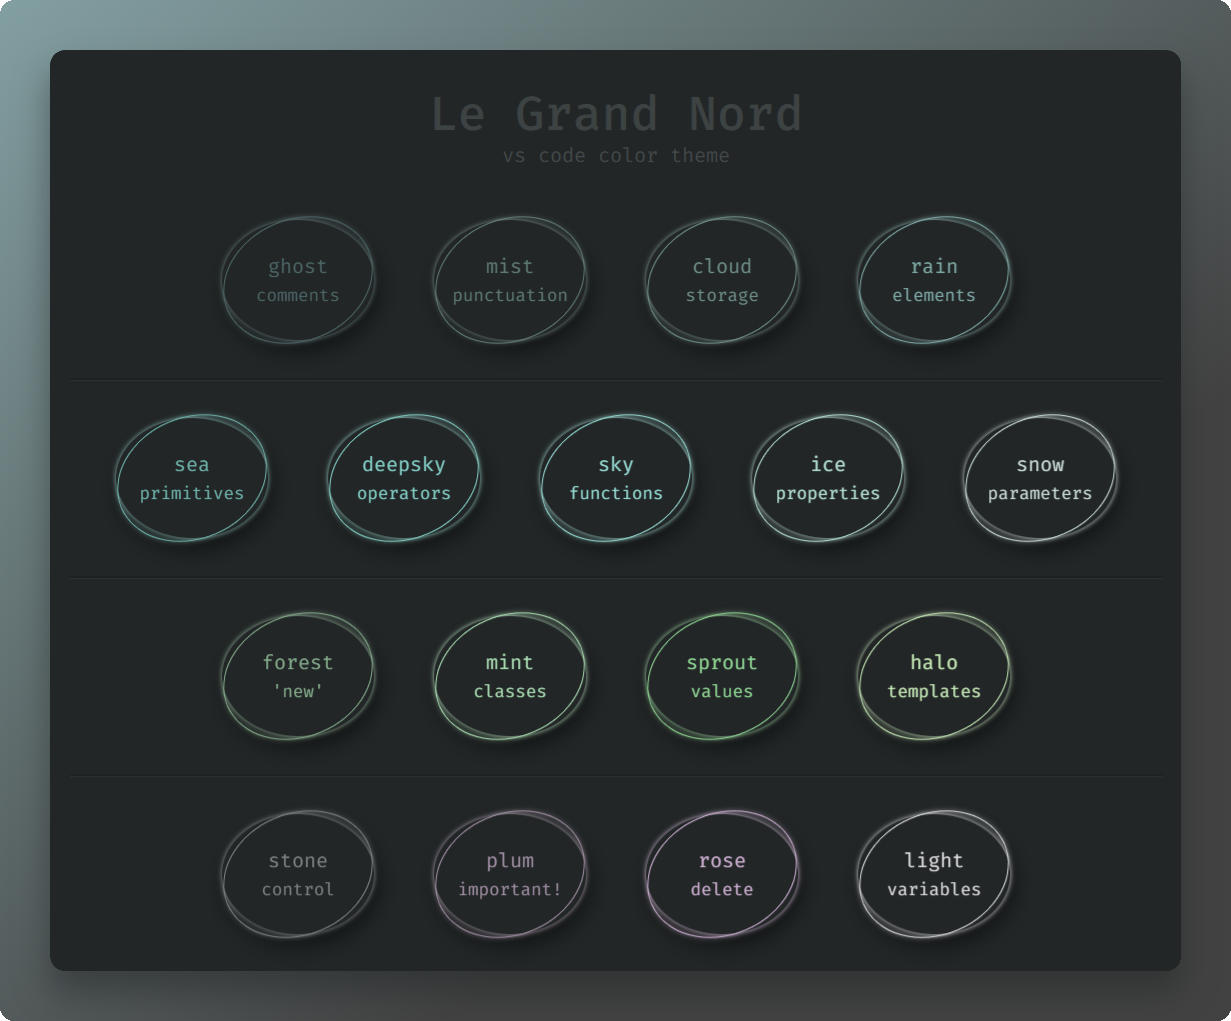 Le Grand Nord
vs code color theme
ghost
comments
mist
punctuation
cloud
storage
rain
elements
sea
primitives
deepsky
operators
sky
functions
ice
properties
snow
parameters
forest
'new'
mint
classes
sprout
values
halo
templates
stone
control
plum
important!
rose
delete
light
variables